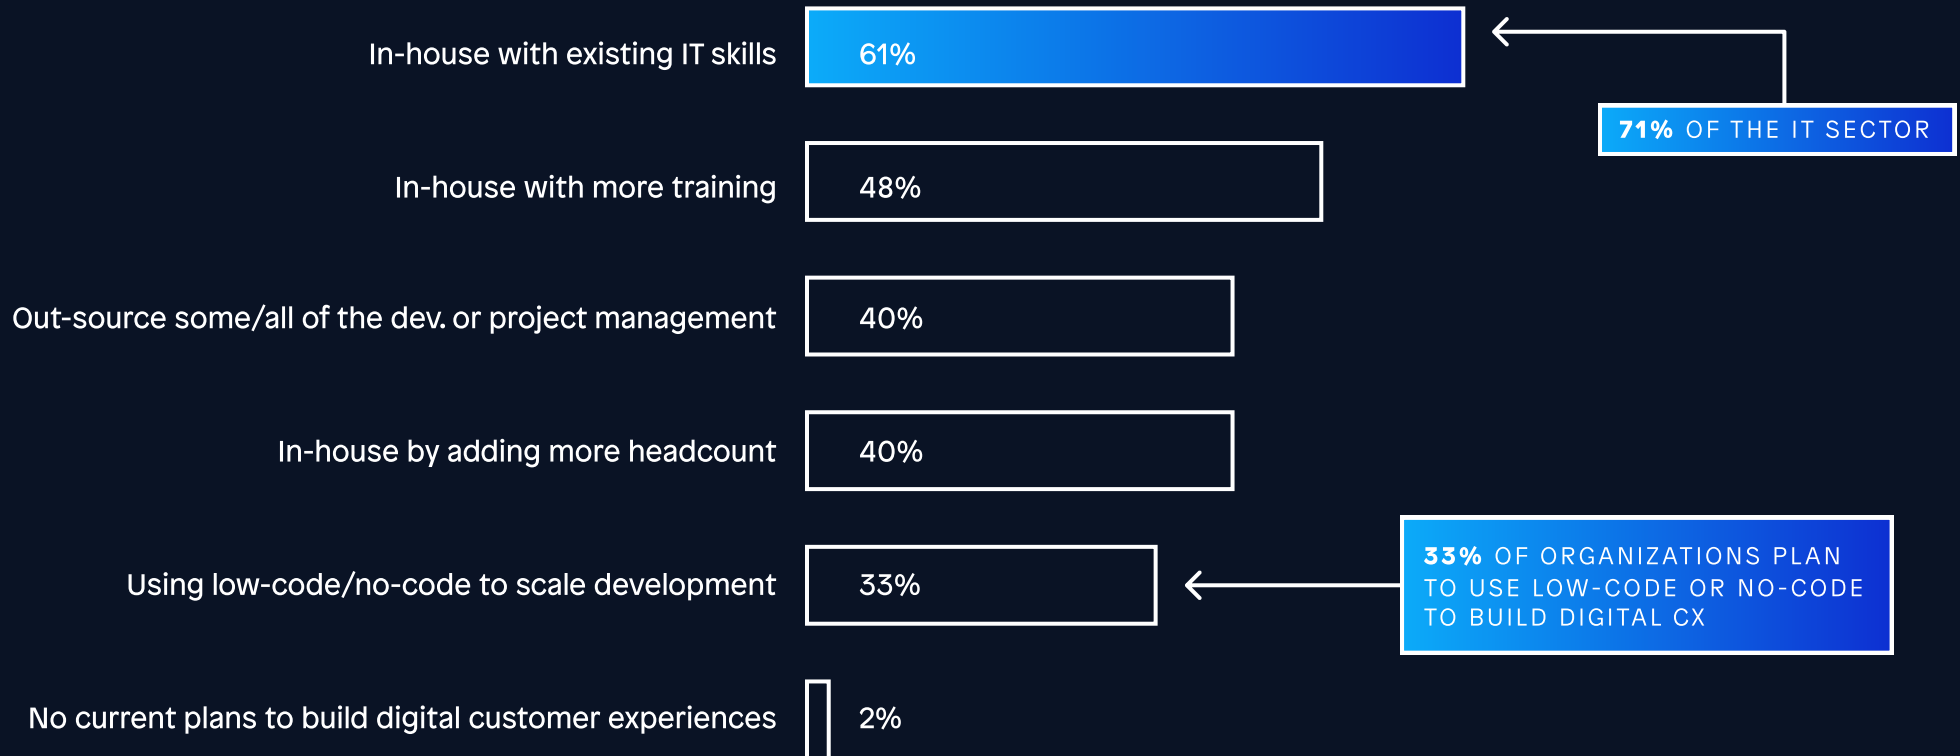 In-house with existing IT skills
61%
71% OF THE IT SECTOR
In-house with more training
48%
Out-source some/all of the dev. or project management
40%
In-house by adding more headcount
40%
Using low-code/no-code to scale development
33%
33% OF ORGANIZATIONS PLAN
TO USE LOW-CODE OR NO-CODE
TO BUILD DIGITAL CX
No current plans to build digital customer experiences
2%